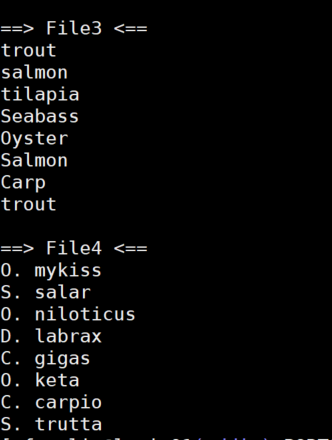 ==> File3 <==
trout
salmon
tilapia
Seabass
Oyster
Salmon
Carp
trout
==> File4 <==
O. mykiss
S. salar
O. niloticus
D. labrax
C. gigas
O. keta
C. carpio
S. trutta